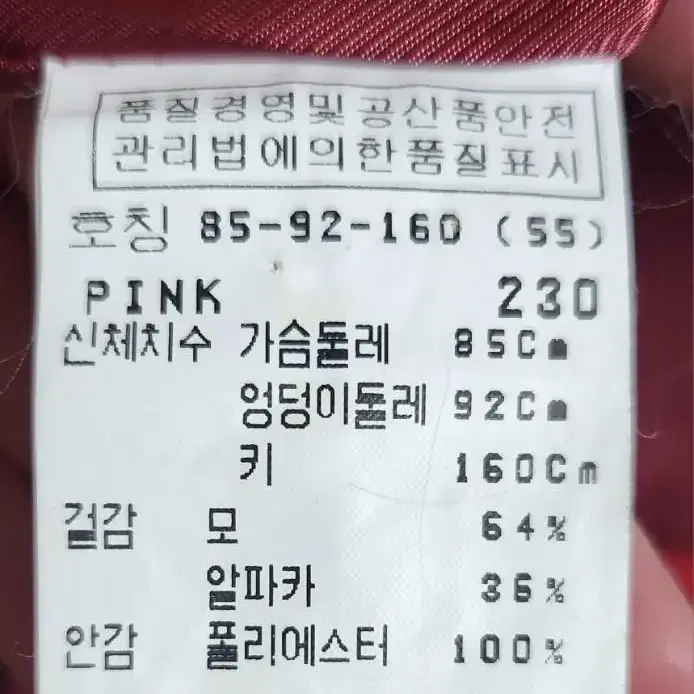 품질경영및공산품안전
관리법에의한품질표시
호칭 85-92-160 (55)
PINK 230
신체치수 가슴둘레 85Cm
엉덩이둘레 92Cm
키 160Cm
겉감 모 64%
알파카 36%
안감 폴리에스터 100%